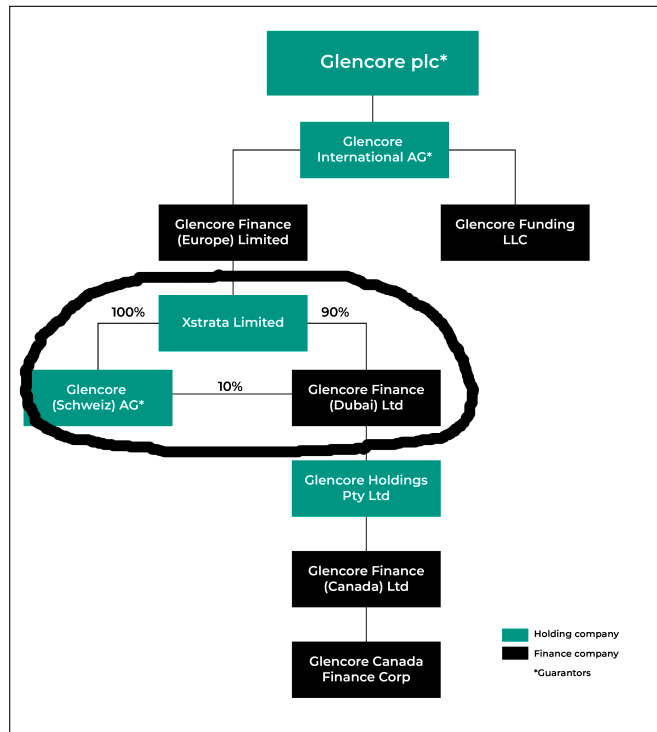 Glencore plc*
Glencore
International AG*
Glencore Finance
(Europe) Limited
Glencore Funding
LLC
100%
Xstrata Limited
90%
Glencore
(Schweiz) AG*
10%
Glencore Finance
(Dubai) Ltd
Glencore Holdings
Pty Ltd
Glencore Finance
(Canada) Ltd
Glencore Canada
Finance Corp
Holding company
Finance company
*Guarantors